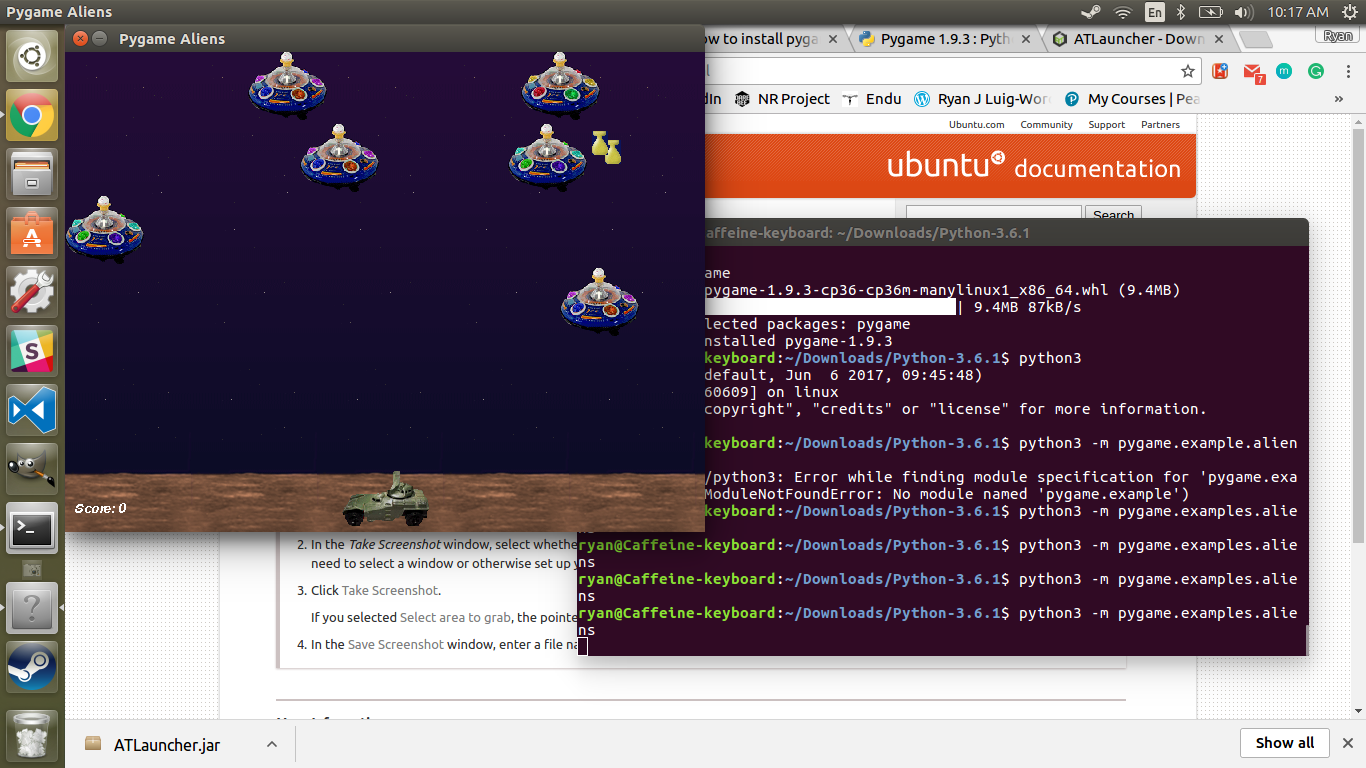 Pygame Aliens
En
10:17 AM
Pygame Aliens
ow to install pyga
Pygame 1.9.3 : Pyth
ATLauncher - Down
Ryan
7
m
G
dIn
NR Project
Endu
Ryan J Luig-Wor
My Courses | Pea
»
Ubuntu.com
Community
Support
Partners
ubuntu documentation
Search
affeine-keyboard: ~/Downloads/Python-3.6.1
ame
pygame-1.9.3-cp36-cp36m-manylinux1_x86_64.whl (9.4MB)
| 9.4MB 87kB/s
lected packages: pygame
nstalled pygame-1.9.3
keyboard:~/Downloads/Python-3.6.1$ python3
default, Jun  6 2017, 09:45:48)
60609] on linux
copyright", "credits" or "license" for more information.
keyboard:~/Downloads/Python-3.6.1$ python3 -m pygame.example.alien
/python3: Error while finding module specification for 'pygame.exa
ModuleNotFoundError: No module named 'pygame.example')
keyboard:~/Downloads/Python-3.6.1$ python3 -m pygame.examples.alie
ryan@Caffeine-keyboard:~/Downloads/Python-3.6.1$ python3 -m pygame.examples.alie
ns
ryan@Caffeine-keyboard:~/Downloads/Python-3.6.1$ python3 -m pygame.examples.alie
ns
ryan@Caffeine-keyboard:~/Downloads/Python-3.6.1$ python3 -m pygame.examples.alie
ns
Score: 0
2. In the Take Screenshot window, select whethe
need to select a window or otherwise set up
3. Click Take Screenshot.
If you selected Select area to grab, the pointe
4. In the Save Screenshot window, enter a file na
ATLauncher.jar
Show all